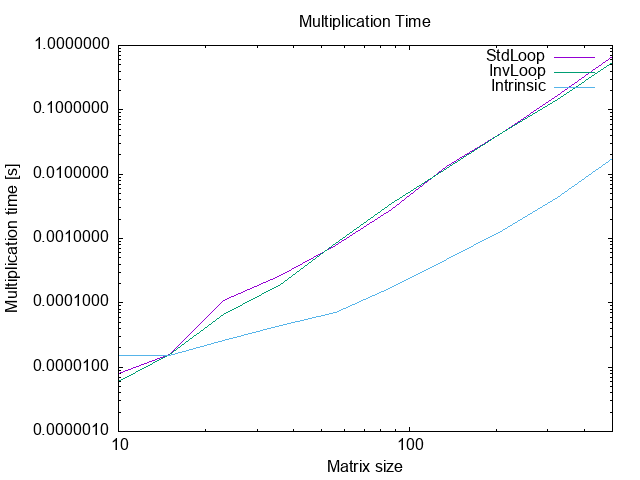 Multiplication Time
1.0000000
0.1000000
0.0100000
0.0010000
0.0001000
0.0000100
0.0000010
Multiplication time [s]
StdLoop
InvLoop
Intrinsic
10
100
Matrix size